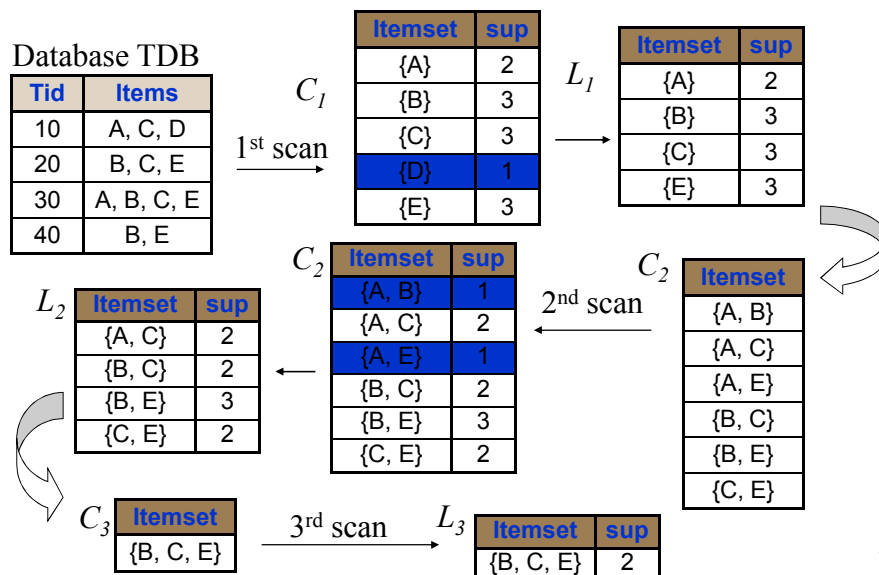 Database TDB
Tid Items
10 A, C, D
20 B, C, E
30 A, B, C, E
40 B, E
1st scan
C1
Itemset sup
{A} 2
{B} 3
{C} 3
{D} 1
{E} 3
L1
Itemset sup
{A} 2
{B} 3
{C} 3
{E} 3
C2
Itemset
{A, B}
{A, C}
{A, E}
{B, C}
{B, E}
{C, E}
2nd scan
C2
Itemset sup
{A, B} 1
{A, C} 2
{A, E} 1
{B, C} 2
{B, E} 3
{C, E} 2
L2
Itemset sup
{A, C} 2
{B, C} 2
{B, E} 3
{C, E} 2
C3
Itemset
{B, C, E}
3rd scan
L3
Itemset sup
{B, C, E} 2